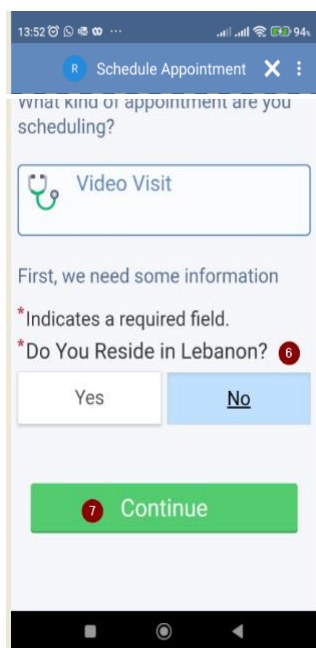 13:52 ... 94%
R Schedule Appointment X
What kind of appointment are you
scheduling?
Video Visit
First, we need some information
*Indicates a required field.
*Do You Reside in Lebanon? 6
Yes No
7 Continue